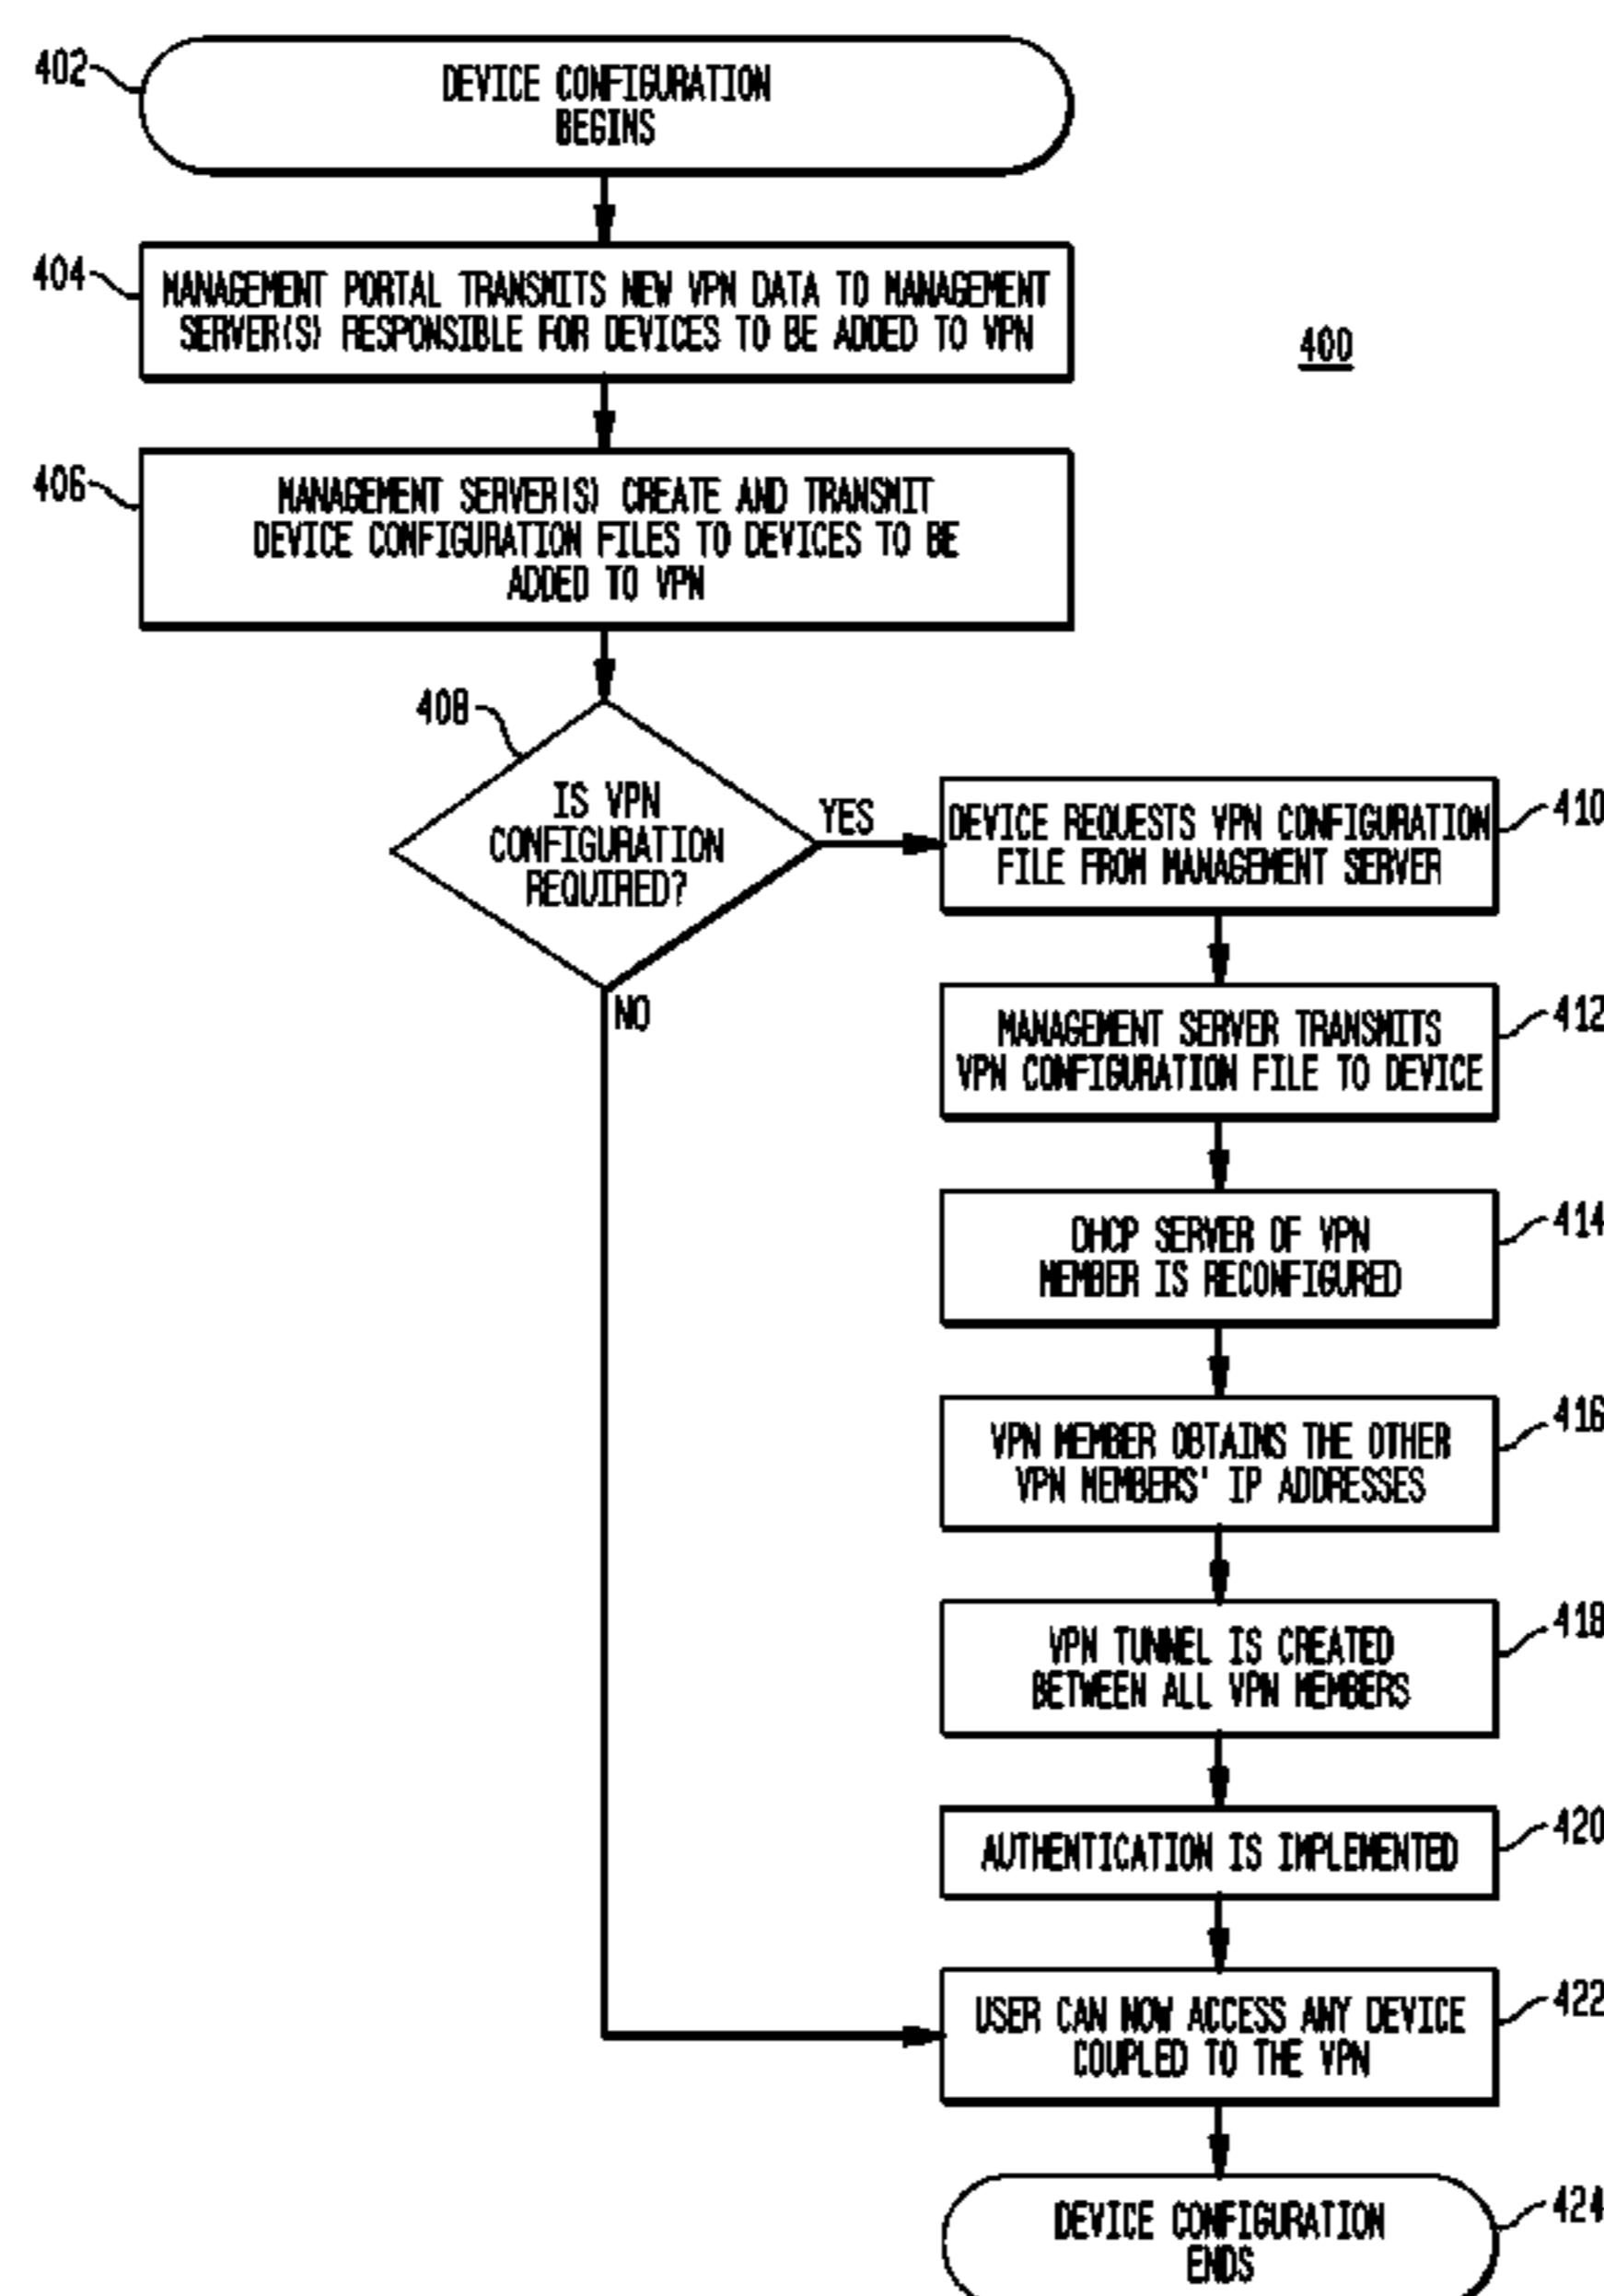 402
DEVICE CONFIGURATION
BEGINS
404
MANAGEMENT PORTAL TRANSMITS NEW VPN DATA TO MANAGEMENT
SERVER(S) RESPONSIBLE FOR DEVICES TO BE ADDED TO VPN
400
406
MANAGEMENT SERVER(S) CREATE AND TRANSMIT
DEVICE CONFIGURATION FILES TO DEVICES TO BE
ADDED TO VPN
408
IS VPN
CONFIGURATION
REQUIRED?
YES
NO
410
DEVICE REQUESTS VPN CONFIGURATION
FILE FROM MANAGEMENT SERVER
412
MANAGEMENT SERVER TRANSMITS
VPN CONFIGURATION FILE TO DEVICE
414
DHCP SERVER OF VPN
MEMBER IS RECONFIGURED
416
VPN MEMBER OBTAINS THE OTHER
VPN MEMBERS' IP ADDRESSES
418
VPN TUNNEL IS CREATED
BETWEEN ALL VPN MEMBERS
420
AUTHENTICATION IS IMPLEMENTED
422
USER CAN NOW ACCESS ANY DEVICE
COUPLED TO THE VPN
424
DEVICE CONFIGURATION
ENDS